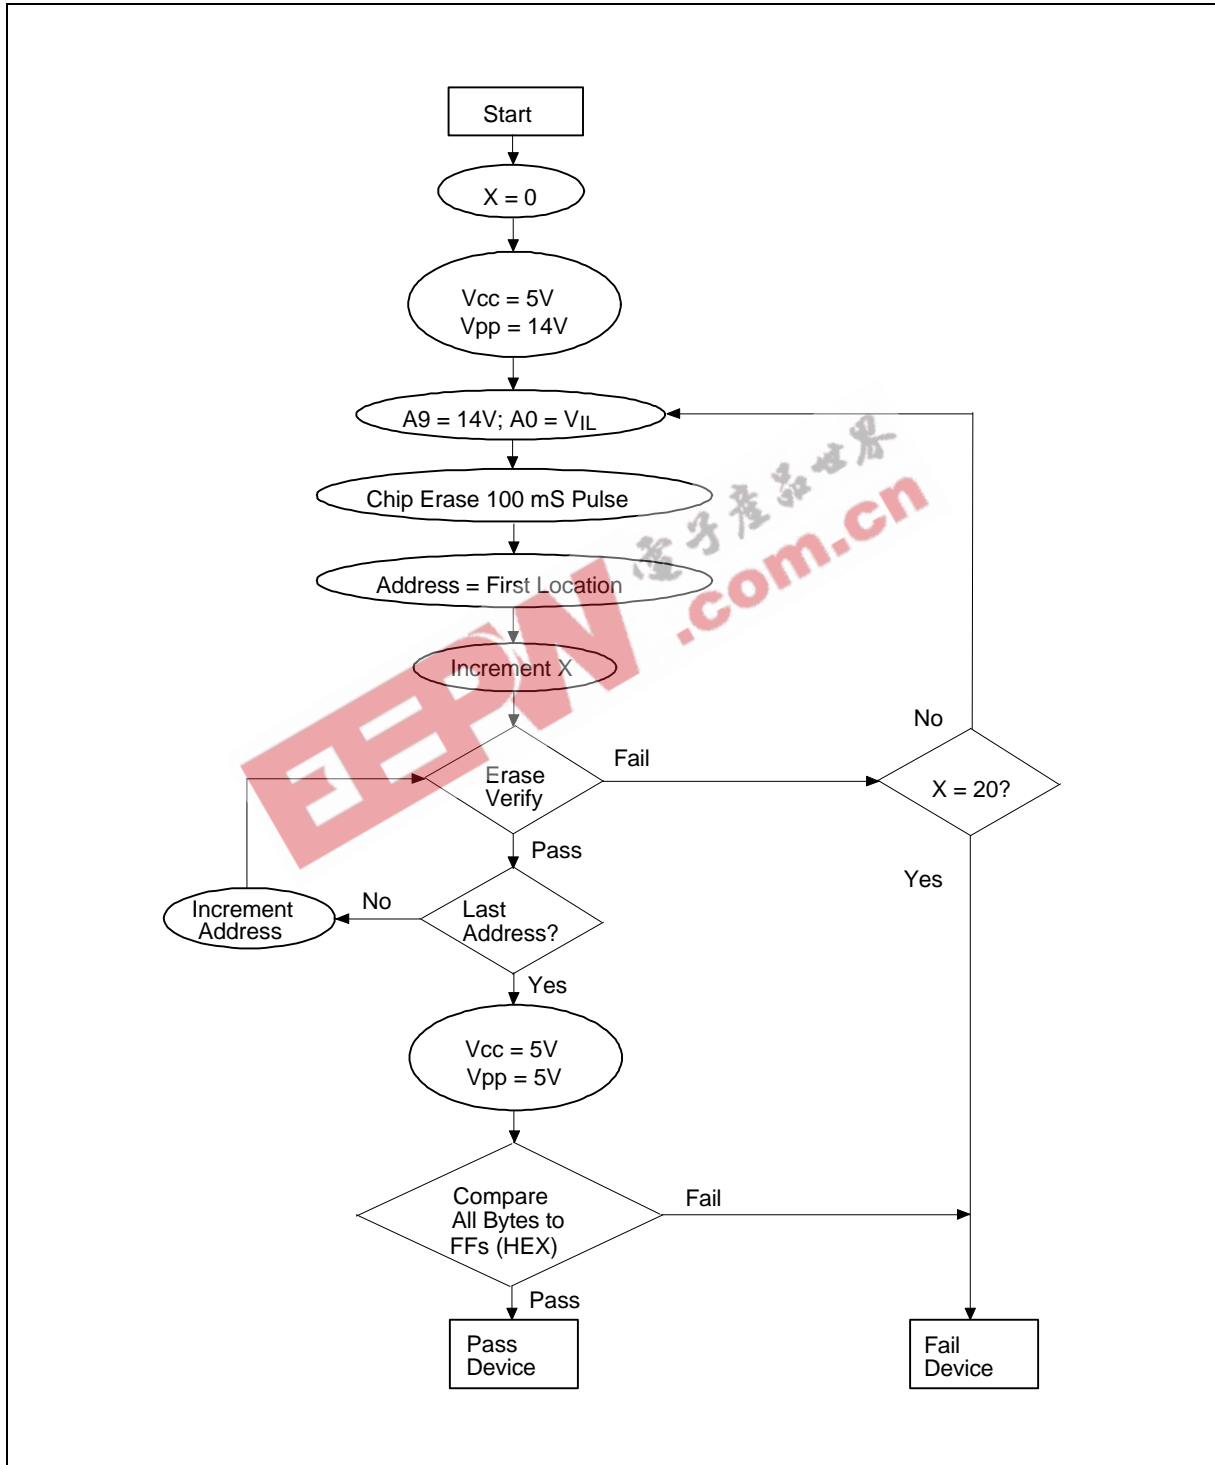 Start
X = 0
Vcc = 5V
Vpp = 14V
A9 = 14V; A0 = VIL
Chip Erase 100 mS Pulse
Address = First Location
Increment X
Erase
Verify
Fail
No
X = 20?
Yes
Pass
Last
Address?
No
Increment
Address
Yes
Vcc = 5V
Vpp = 5V
Compare
All Bytes to
FFs (HEX)
Fail
Pass
Pass
Device
Fail
Device
EEPW
電子產品世界
.com.cn